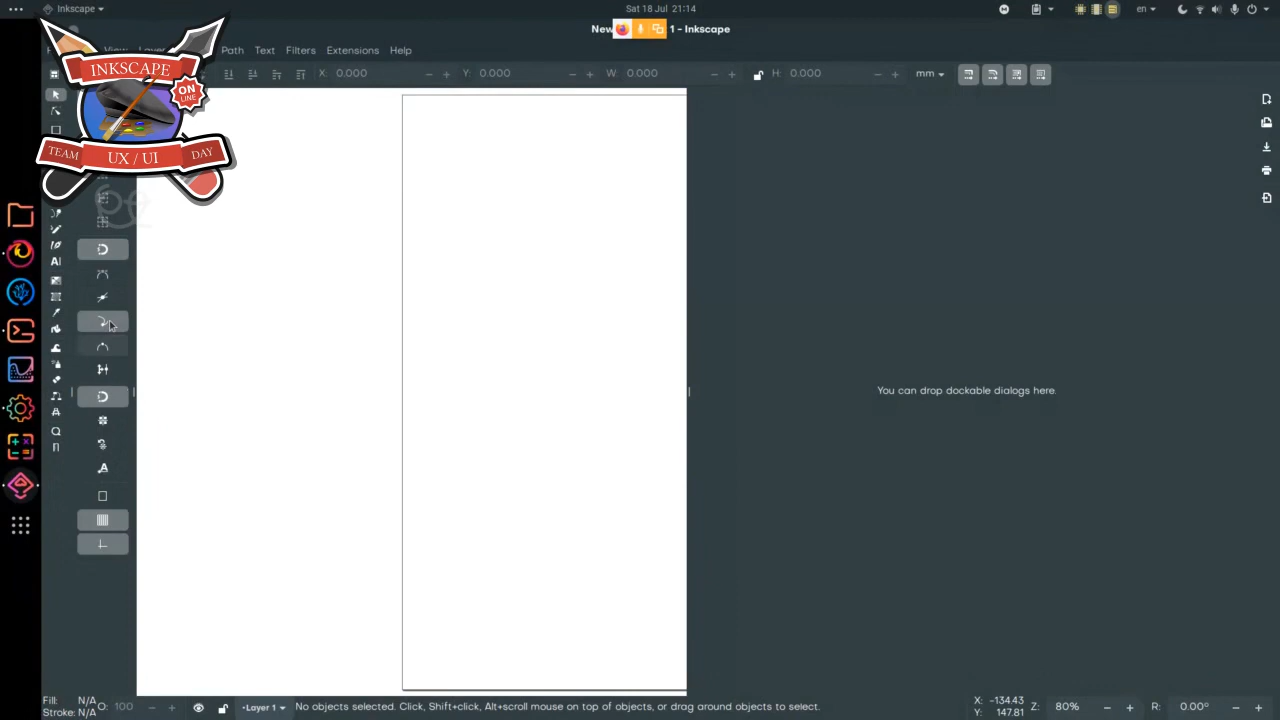 Inkscape
Sat 18 Jul 21:14
en
New 1 - Inkscape
View Layer Path Text Filters Extensions Help
X: 0.000 Y: 0.000 W: 0.000 H: 0.000 mm
INKSCAPE
ON
LINE
TEAM UX / UI DAY
You can drop dockable dialogs here.
Fill: N/A
Stroke: N/A
O: 100
•Layer 1
No objects selected. Click, Shift+click, Alt+scroll mouse on top of objects, or drag around objects to select.
X: -134.43
Y: 147.81
Z: 80%
R: 0.00°